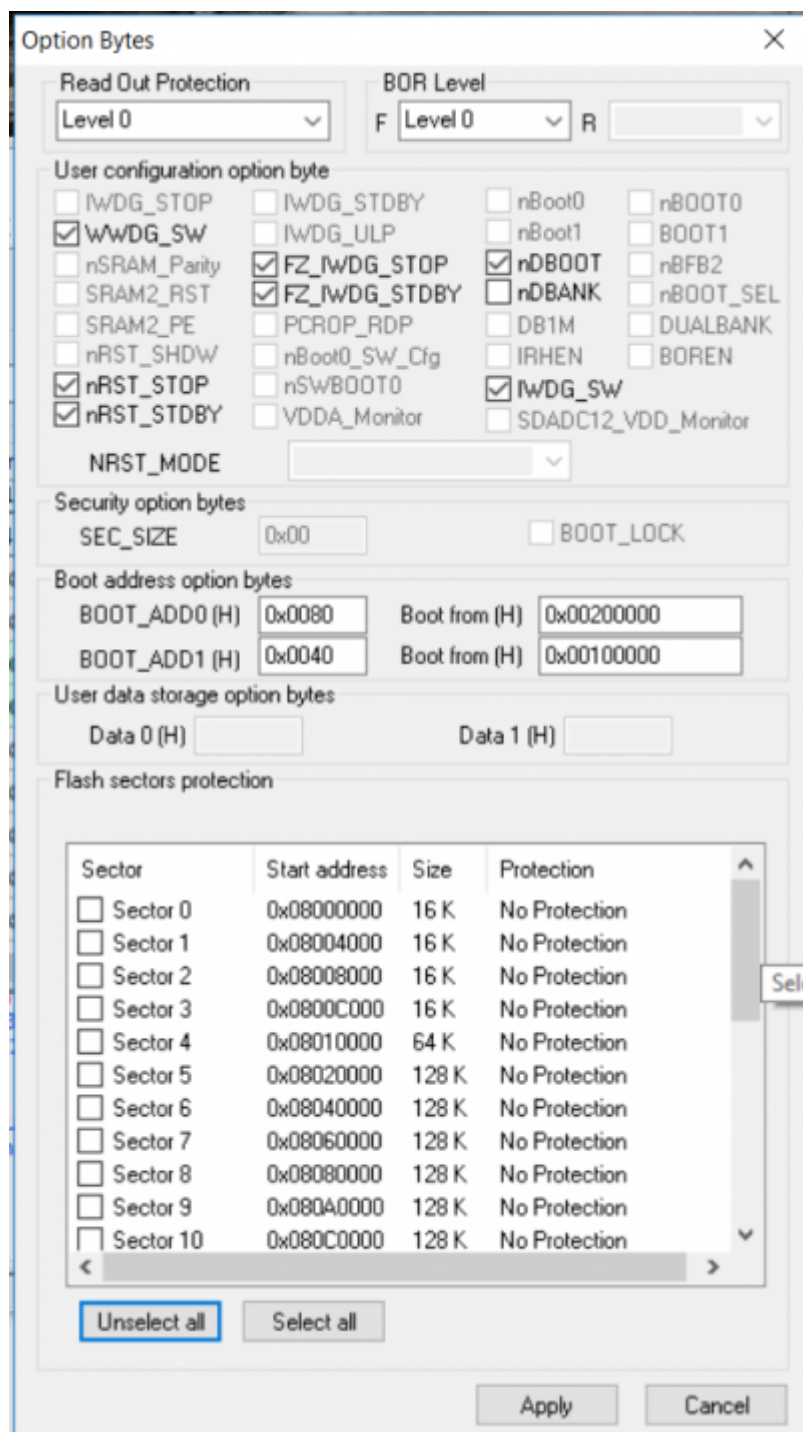 Option Bytes
Read Out Protection
BOR Level
Level 0
F Level 0 R
User configuration option byte
IWDG_STOP IWDG_STDBY nBoot0 nBOOT0
WWDG_SW IWDG_ULP nBoot1 BOOT1
nSRAM_Parity FZ_IWDG_STOP nDBOOT nBFB2
SRAM2_RST FZ_IWDG_STDBY nDBANK nBOOT_SEL
SRAM2_PE PCROP_RDP DB1M DUALBANK
nRST_SHDW nBoot0_SW_Cfg IRHEN BOREN
nRST_STOP nSWBOOT0 IWDG_SW
nRST_STDBY VDDA_Monitor SDADC12_VDD_Monitor
NRST_MODE
Security option bytes
SEC_SIZE 0x00 BOOT_LOCK
Boot address option bytes
BOOT_ADD0 (H) 0x0080 Boot from (H) 0x00200000
BOOT_ADD1 (H) 0x0040 Boot from (H) 0x00100000
User data storage option bytes
Data 0 (H) Data 1 (H)
Flash sectors protection
Sector Start address Size Protection
Sector 0 0x08000000 16 K No Protection
Sector 1 0x08004000 16 K No Protection
Sector 2 0x08008000 16 K No Protection
Sector 3 0x0800C000 16 K No Protection
Sector 4 0x08010000 64 K No Protection
Sector 5 0x08020000 128 K No Protection
Sector 6 0x08040000 128 K No Protection
Sector 7 0x08060000 128 K No Protection
Sector 8 0x08080000 128 K No Protection
Sector 9 0x080A0000 128 K No Protection
Sector 10 0x080C0000 128 K No Protection
Unselect all Select all
Apply Cancel